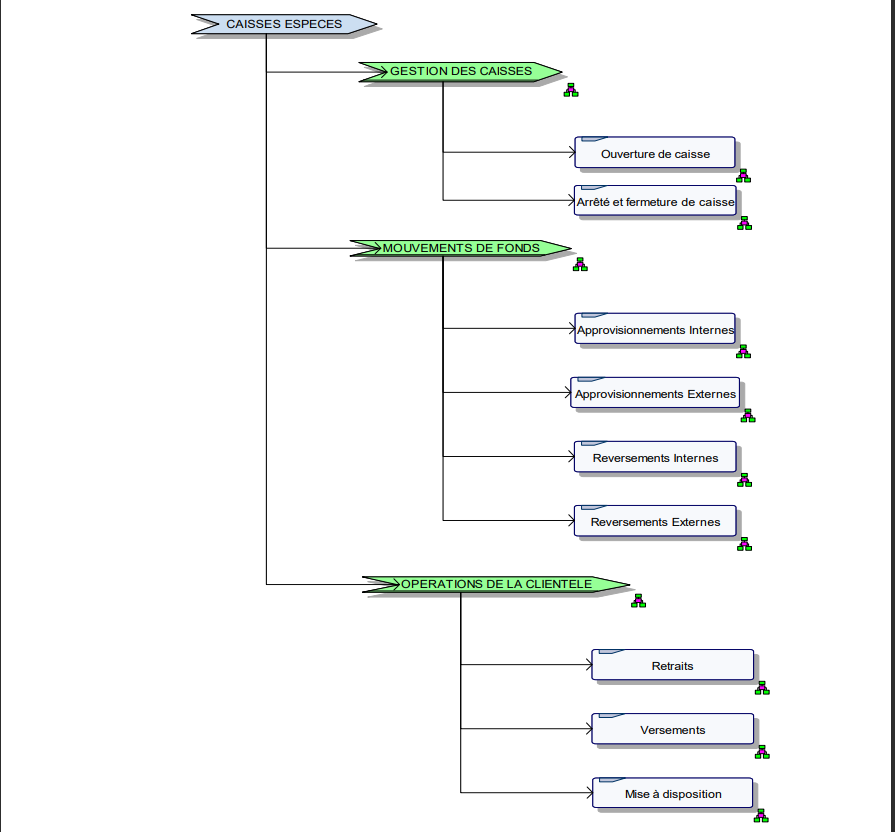 CAISSES ESPECES
GESTION DES CAISSES
Ouverture de caisse
Arrêté et fermeture de caisse
MOUVEMENTS DE FONDS
Approvisionnements Internes
Approvisionnements Externes
Reversements Internes
Reversements Externes
OPERATIONS DE LA CLIENTELE
Retraits
Versements
Mise à disposition